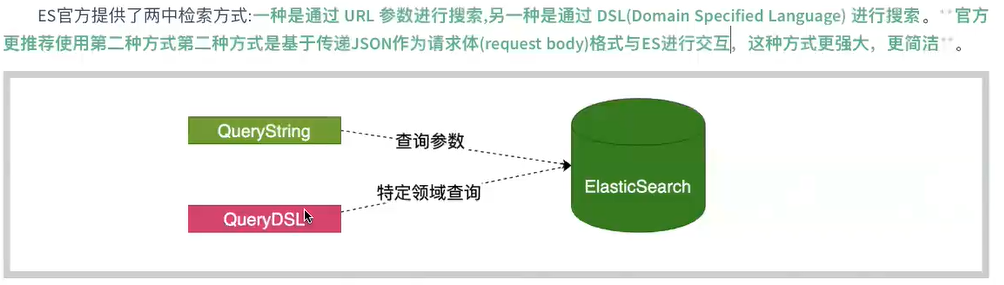 ES官方提供了两中检索方式:一种是通过 URL 参数进行搜索,另一种是通过 DSL(Domain Specified Language) 进行搜索。**官方
更推荐使用第二种方式第二种方式是基于传递JSON作为请求体(request body)格式与ES进行交互，这种方式更强大，更简洁**。
QueryString
查询参数
ElasticSearch
特定领域查询
QueryDSL